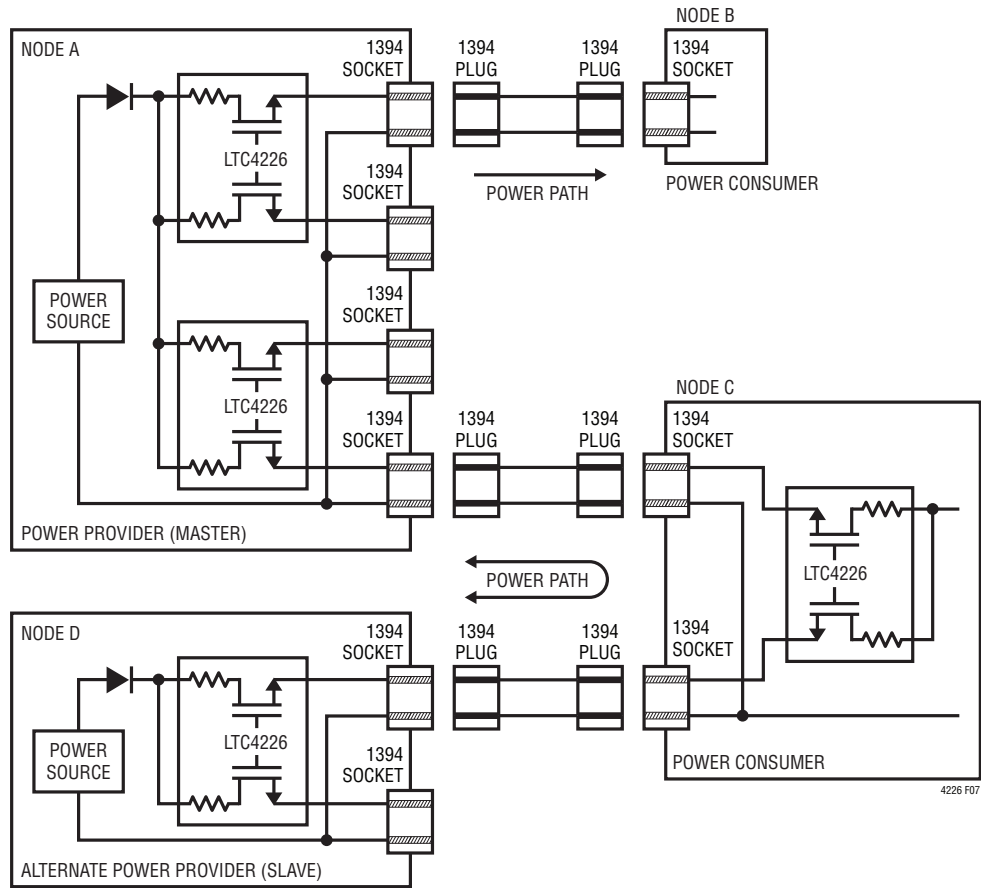 NODE A
1394
SOCKET
1394
PLUG
1394
PLUG
NODE B
1394
SOCKET
LTC4226
POWER PATH
POWER CONSUMER
1394
SOCKET
POWER
SOURCE
1394
SOCKET
LTC4226
1394
SOCKET
1394
PLUG
1394
PLUG
NODE C
1394
SOCKET
POWER PROVIDER (MASTER)
LTC4226
POWER PATH
NODE D
1394
SOCKET
1394
PLUG
1394
PLUG
1394
SOCKET
LTC4226
POWER
SOURCE
1394
SOCKET
POWER CONSUMER
4226 F07
ALTERNATE POWER PROVIDER (SLAVE)